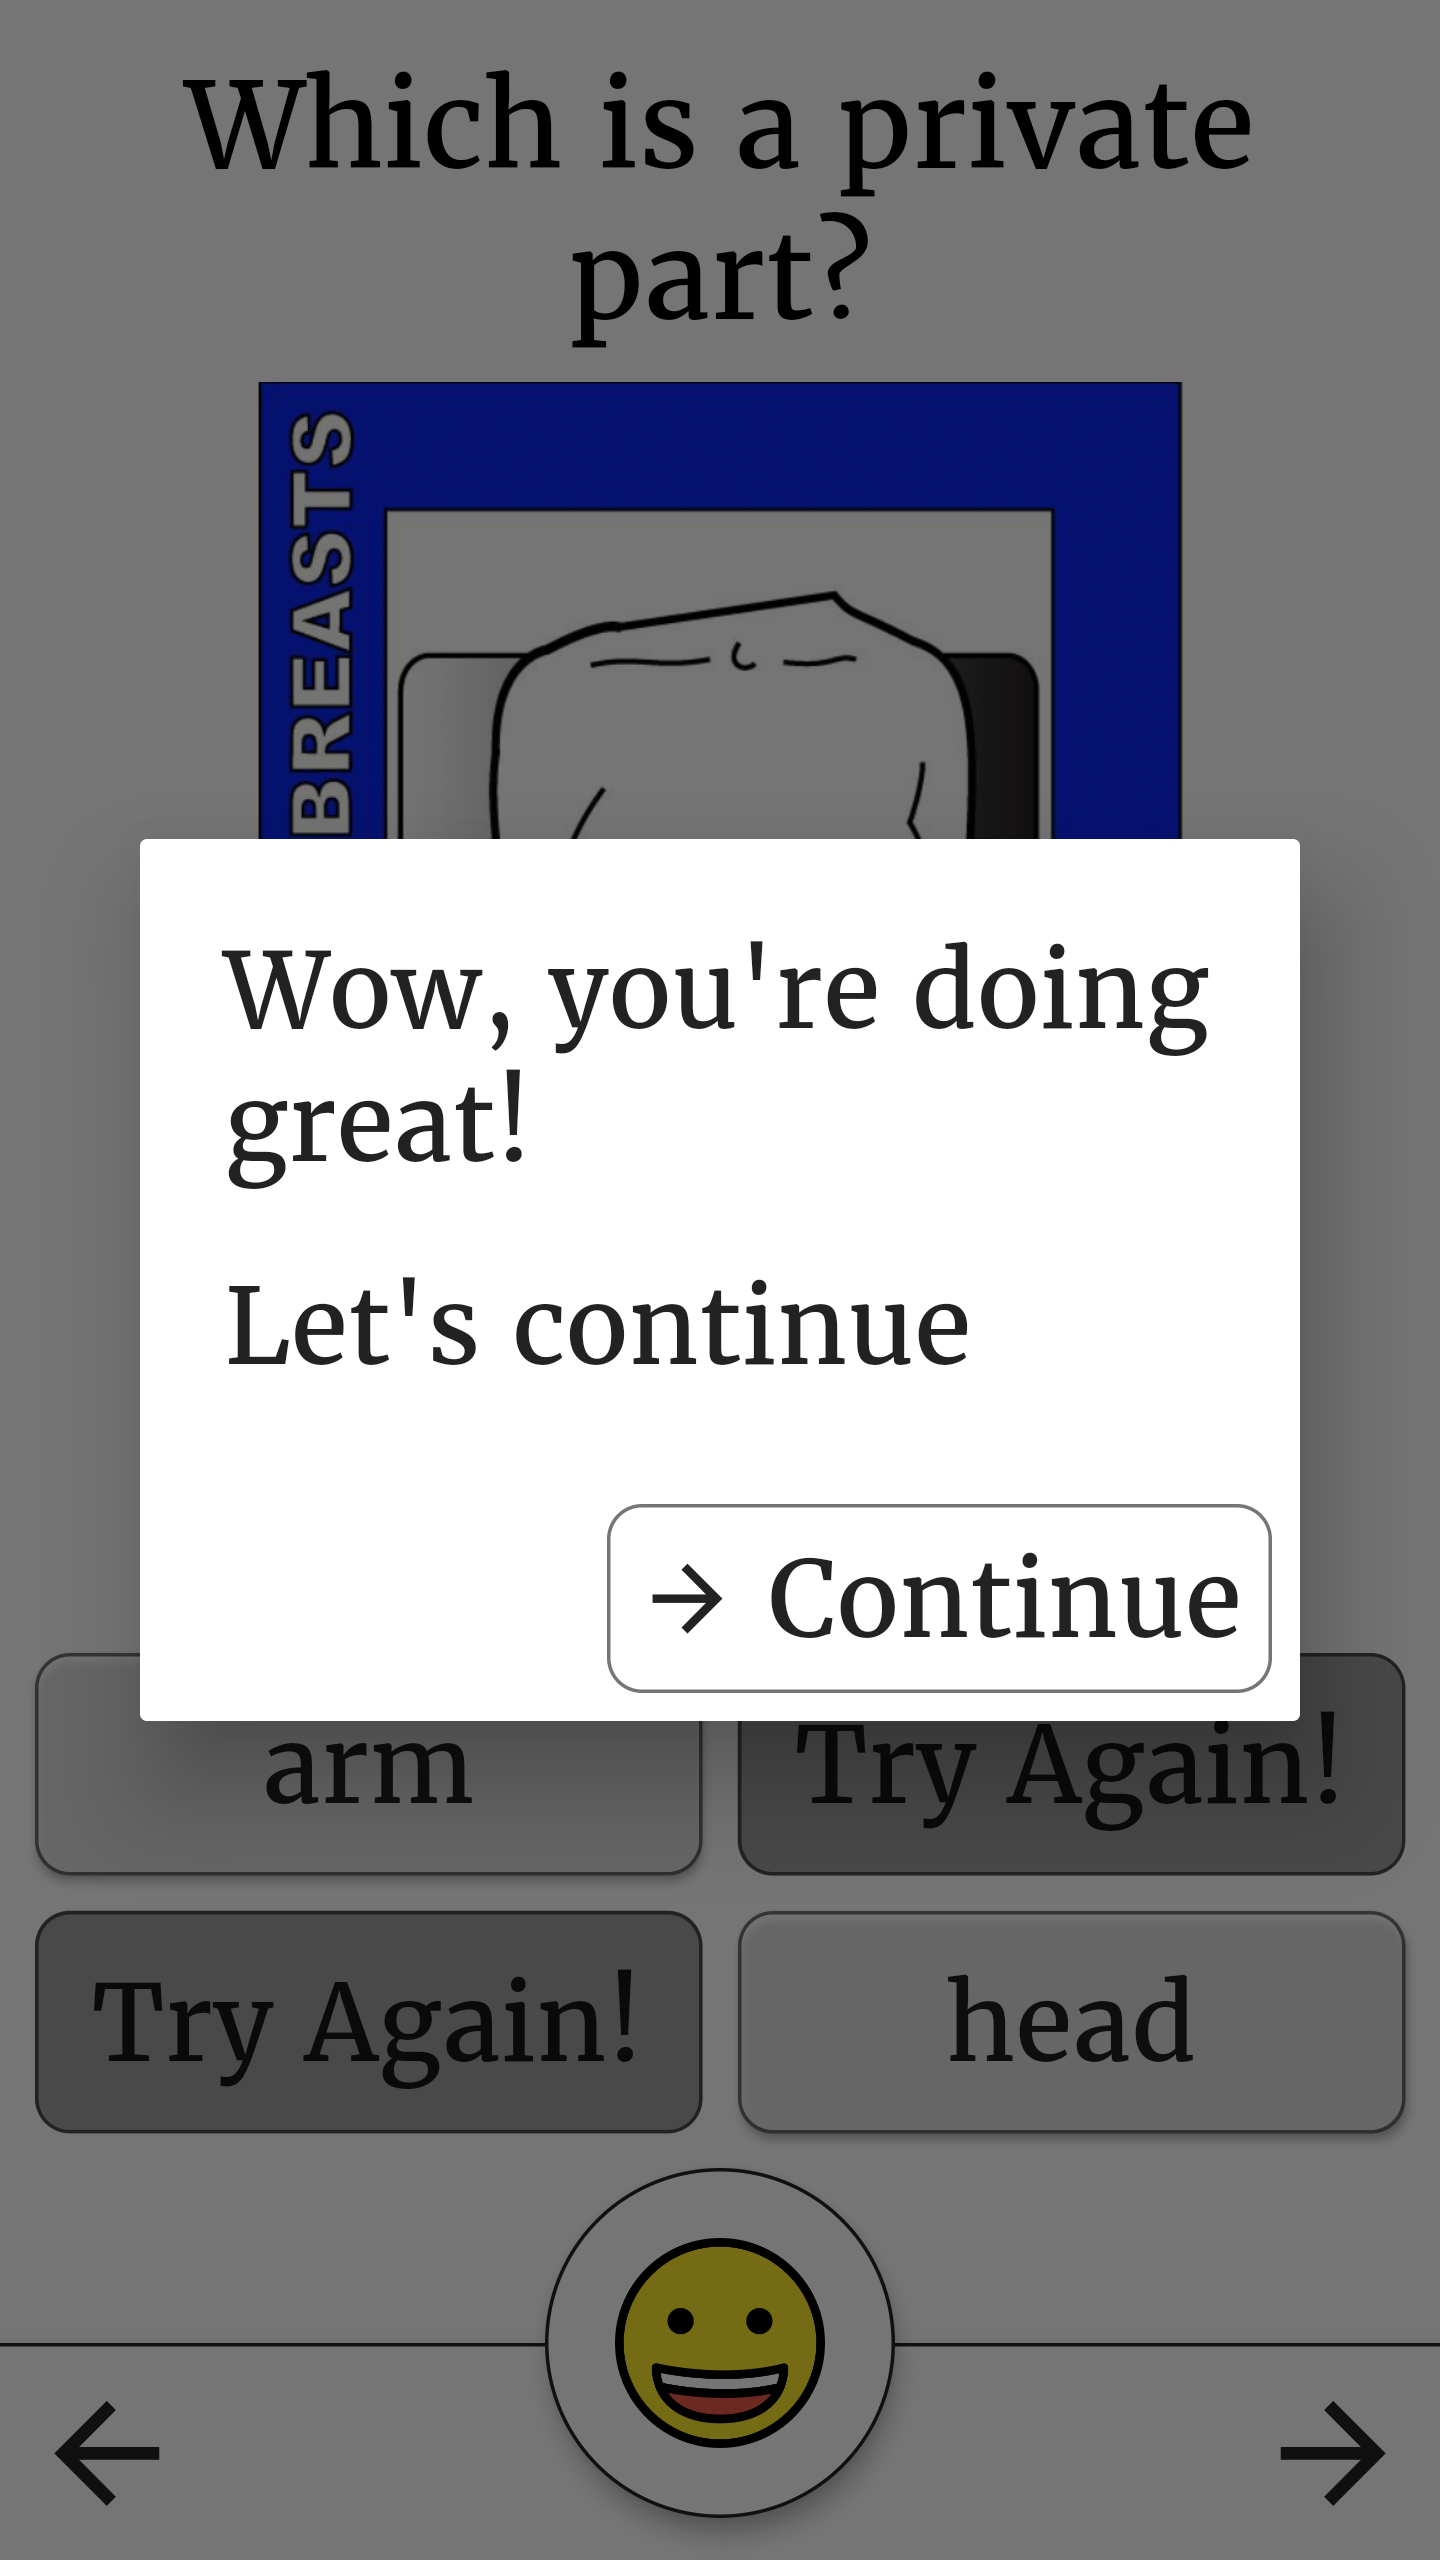 Which is a private
part?
BREASTS
Wow, you're doing
great!
Let's continue
Continue
arm
Try Again!
Try Again!
head